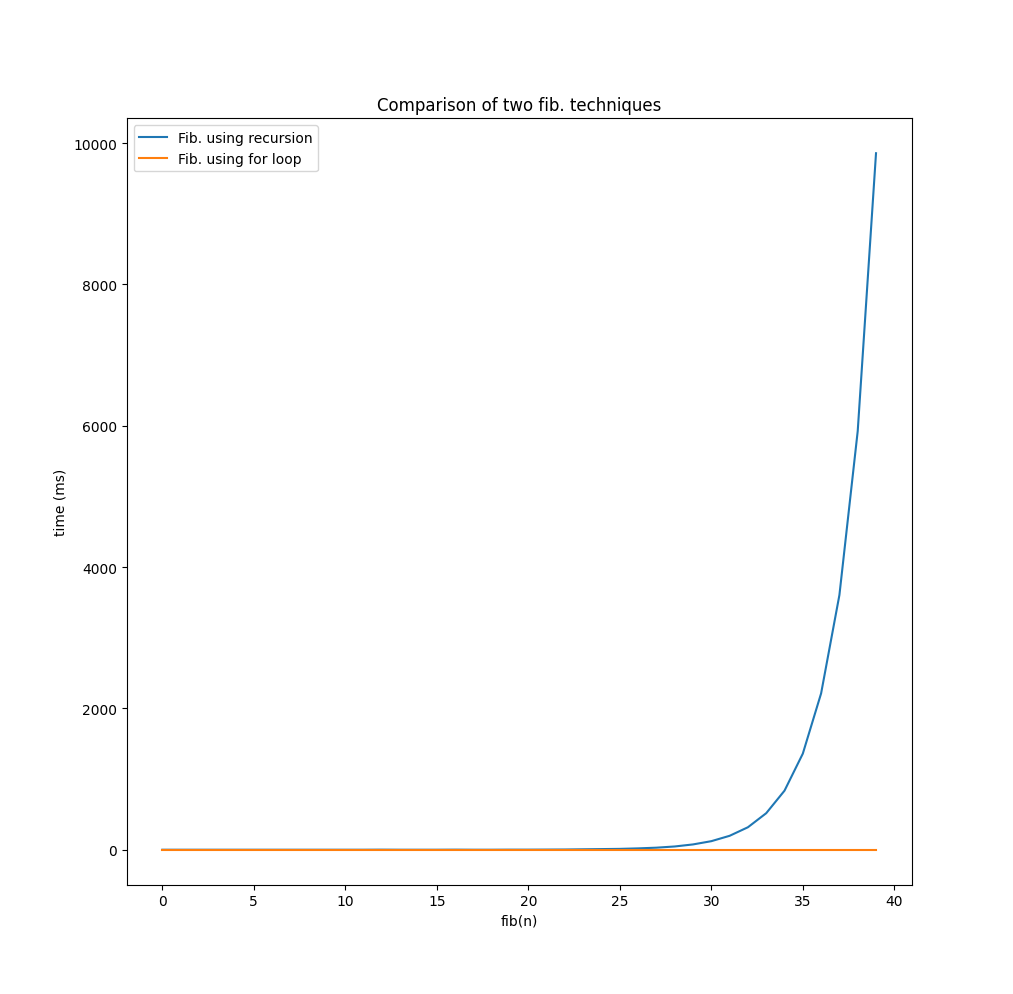 Comparison of two fib. techniques
Fib. using recursion
Fib. using for loop
10000
8000
6000
4000
2000
0
time (ms)
0 5 10 15 20 25 30 35 40
fib(n)